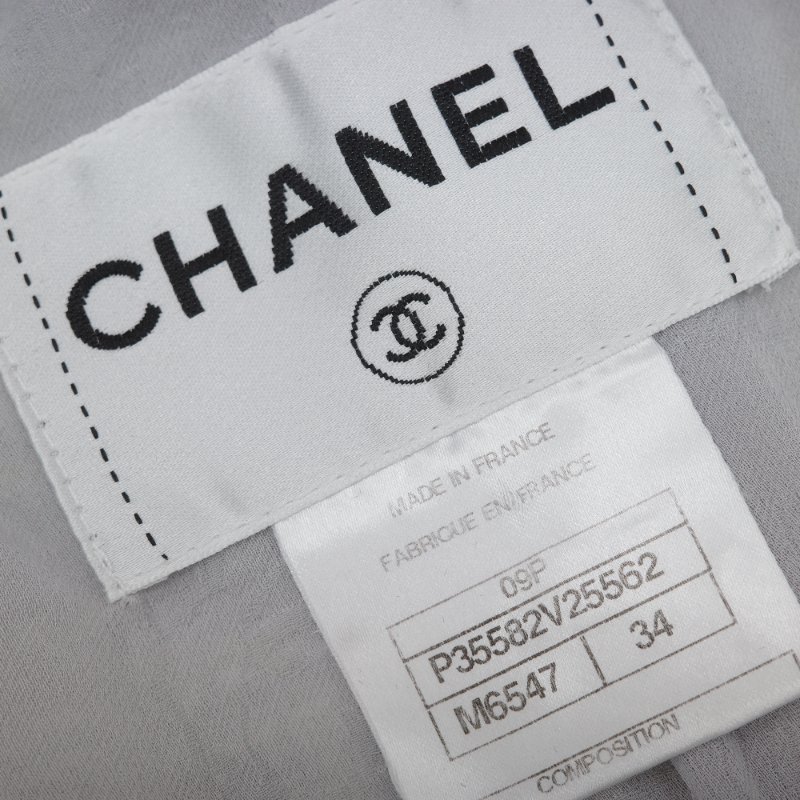 CHANEL
MADE IN FRANCE
FABRIQUE EN FRANCE
09P
P35582V25562
M6547 34
COMPOSITION